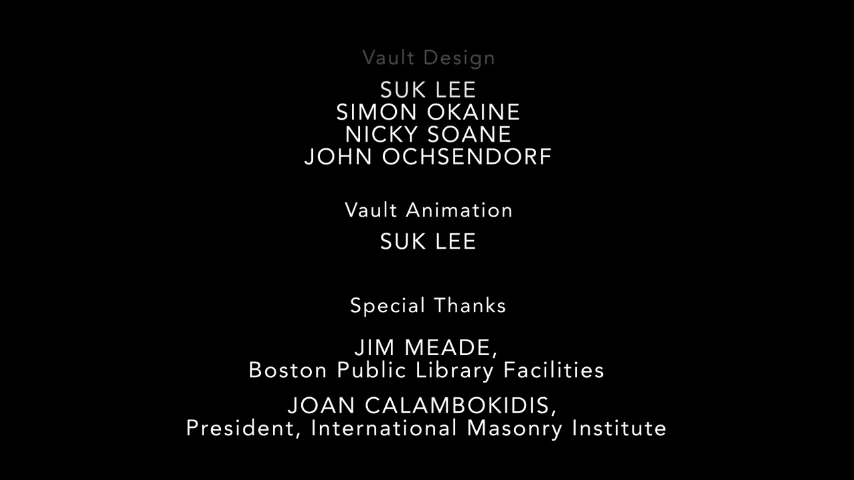 Vault Design
SUK LEE
SIMON OKAINE
NICKY SOANE
JOHN OCHSENDORF
Vault Animation
SUK LEE
Special Thanks
JIM MEADE,
Boston Public Library Facilities
JOAN CALAMBOKIDIS,
President, International Masonry Institute